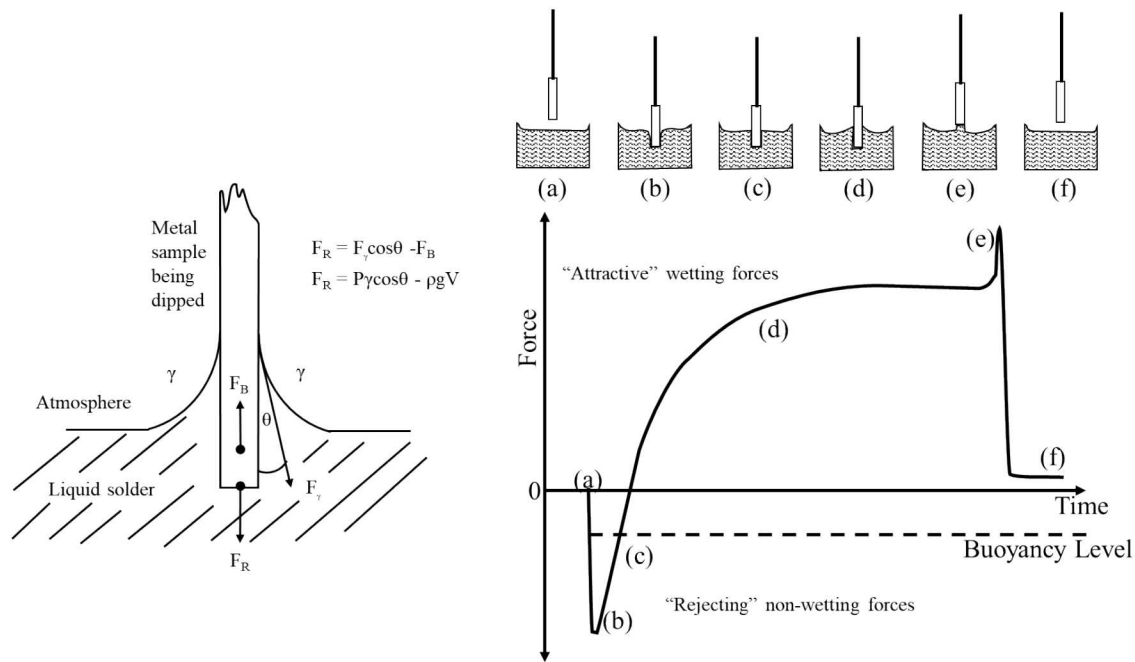 (a)
(b)
(c)
(d)
(e)
(f)
Metal
sample
being
dipped
F_R = F_γcosθ -F_B
F_R = Pγcosθ - ρgV
γ
γ
F_B
Atmosphere
θ
Liquid solder
F_γ
F_R
Force
(e)
“Attractive” wetting forces
(d)
(a)
(f)
0
Time
(c)
Buoyancy Level
(b)
“Rejecting” non-wetting forces